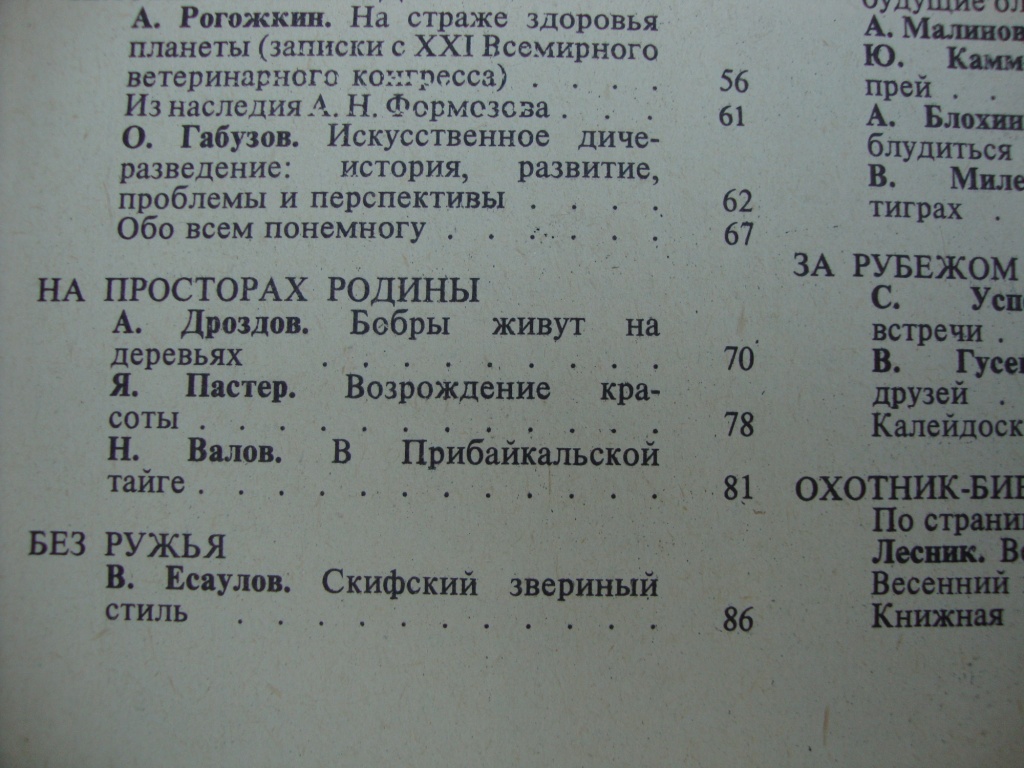 А. Рогожкин. На страже здоровья
планеты (записки с XXI Всемирного
ветеринарного конгресса) . . . . 56
Из наследия А. Н. Формозова . . . 61
О. Габузов. Искусственное диче-
разведение: история, развитие,
проблемы и перспективы . . . . 62
Обо всем понемногу . . . . . . 67
НА ПРОСТОРАХ РОДИНЫ
А. Дроздов. Бобры живут на
деревьях . . . . . . . . . 70
Я. Пастер. Возрождение кра-
соты . . . . . . . . . . . . 78
Н. Валов. В Прибайкальской
тайге . . . . . . . . . . . . 81
БЕЗ РУЖЬЯ
В. Есаулов. Скифский звериный
стиль . . . . . . . . . . . 86
будущие
А. Малинов
Ю. Камм
прей . .
А. Блохин
блудиться
В. Миле
тиграх .
ЗА РУБЕЖОМ
С. Усп
встречи .
В. Гусе
друзей .
Калейдоск
ОХОТНИК-БИБ
По страни
Лесник. Ве
Весенний
Книжная